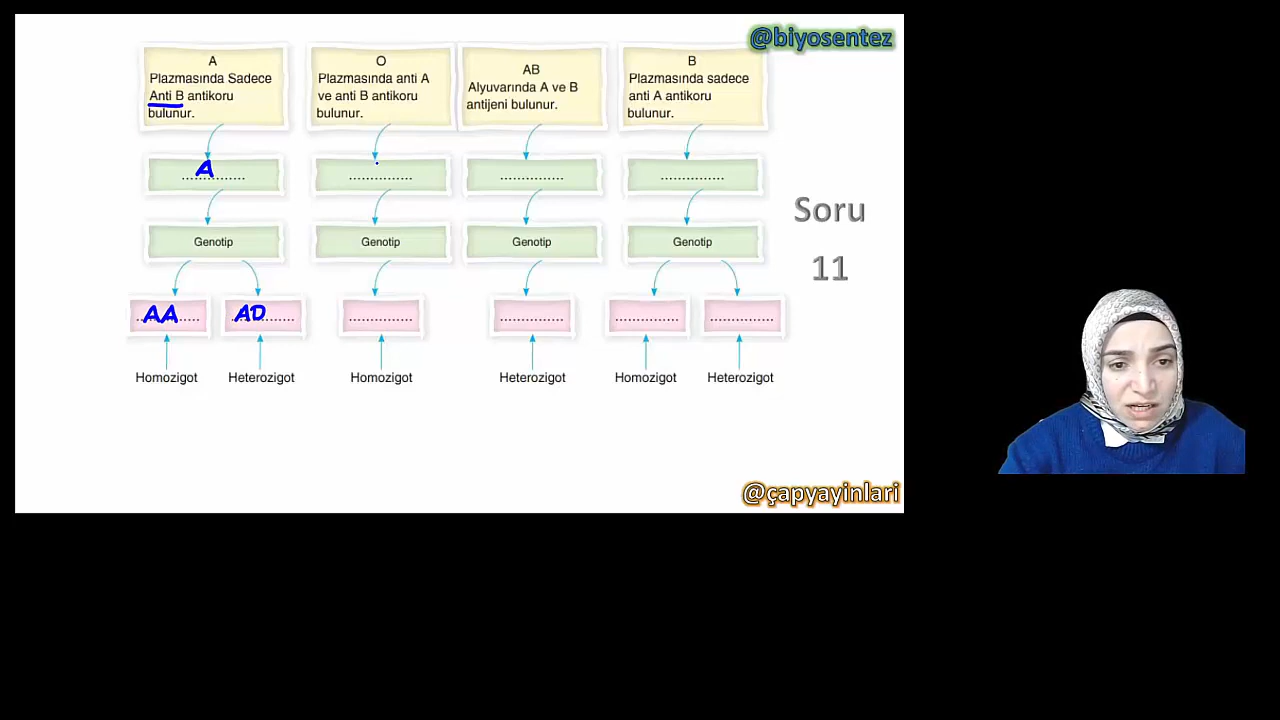 @biyosentez
A
Plazmasında Sadece
Anti B antikoru
bulunur.
O
Plazmasında anti A
ve anti B antikoru
bulunur.
AB
Alyuvarında A ve B
antijeni bulunur.
B
Plazmasında sadece
anti A antikoru
bulunur.
A
...............
...............
...............
...............
Genotip
Genotip
Genotip
Genotip
AA
AO
...............
...............
...............
...............
Homozigot
Heterozigot
Homozigot
Heterozigot
Homozigot
Heterozigot
Soru
11
@çapyayinlari